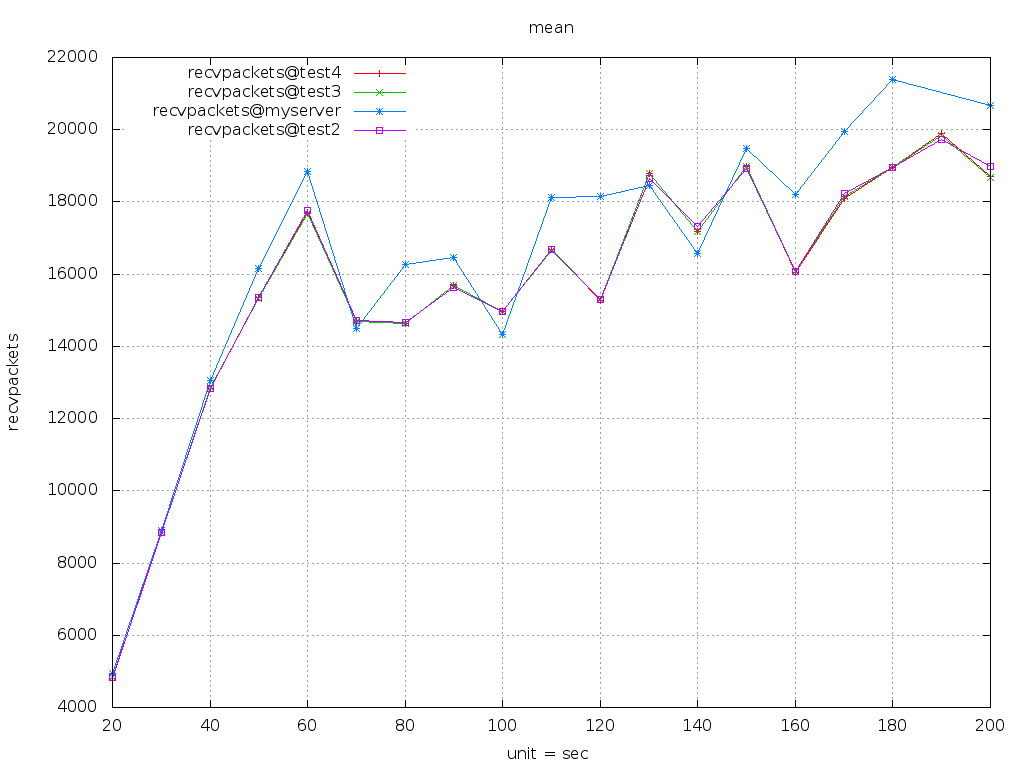 mean
22000
recvpackets@test4
recvpackets@test3
recvpackets@myserver
recvpackets@test2
20000
18000
16000
14000
12000
10000
8000
6000
4000
recvpackets
20 40 60 80 100 120 140 160 180 200
unit = sec